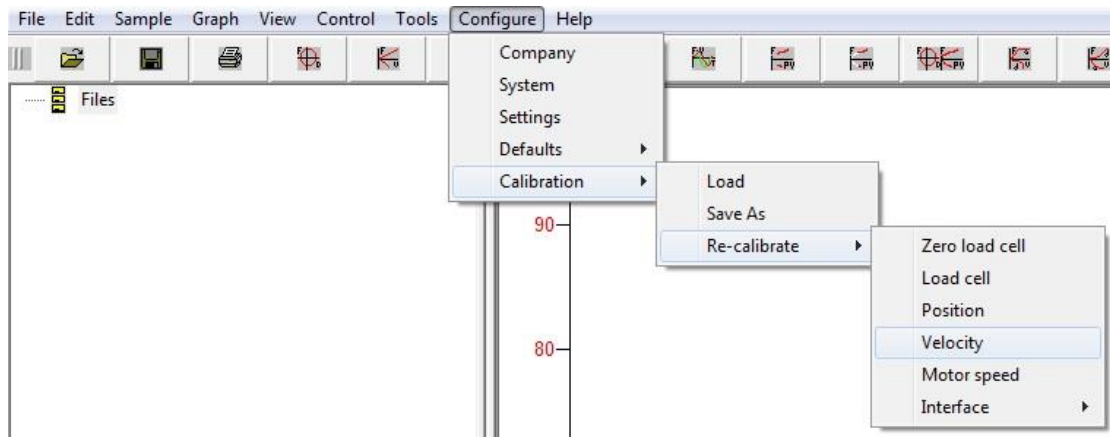 File Edit Sample Graph View Control Tools Configure Help
Files
Company
System
Settings
Defaults
Calibration
Load
Save As
Re-calibrate
Zero load cell
Load cell
Position
Velocity
Motor speed
Interface
90
80